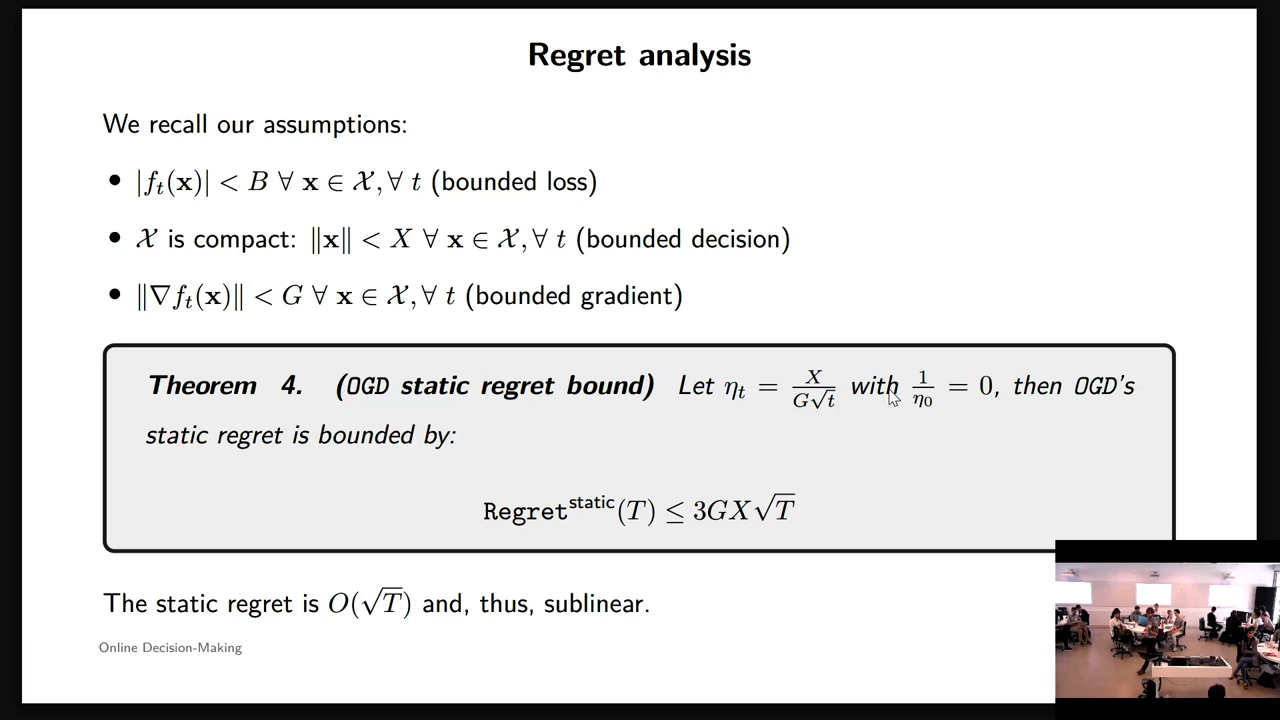 Regret analysis
We recall our assumptions:
• |f_t(𝐱)| < B ∀ 𝐱 ∈ 𝒳, ∀ t (bounded loss)
• 𝒳 is compact: ‖𝐱‖ < X ∀ 𝐱 ∈ 𝒳, ∀ t (bounded decision)
• ‖∇f_t(𝐱)‖ < G ∀ 𝐱 ∈ 𝒳, ∀ t (bounded gradient)
Theorem 4. (OGD static regret bound) Let η_t = X/(G√t) with 1/η_0 = 0, then OGD's
static regret is bounded by:
Regret^static(T) ≤ 3GX√T
The static regret is O(√T) and, thus, sublinear.
Online Decision-Making